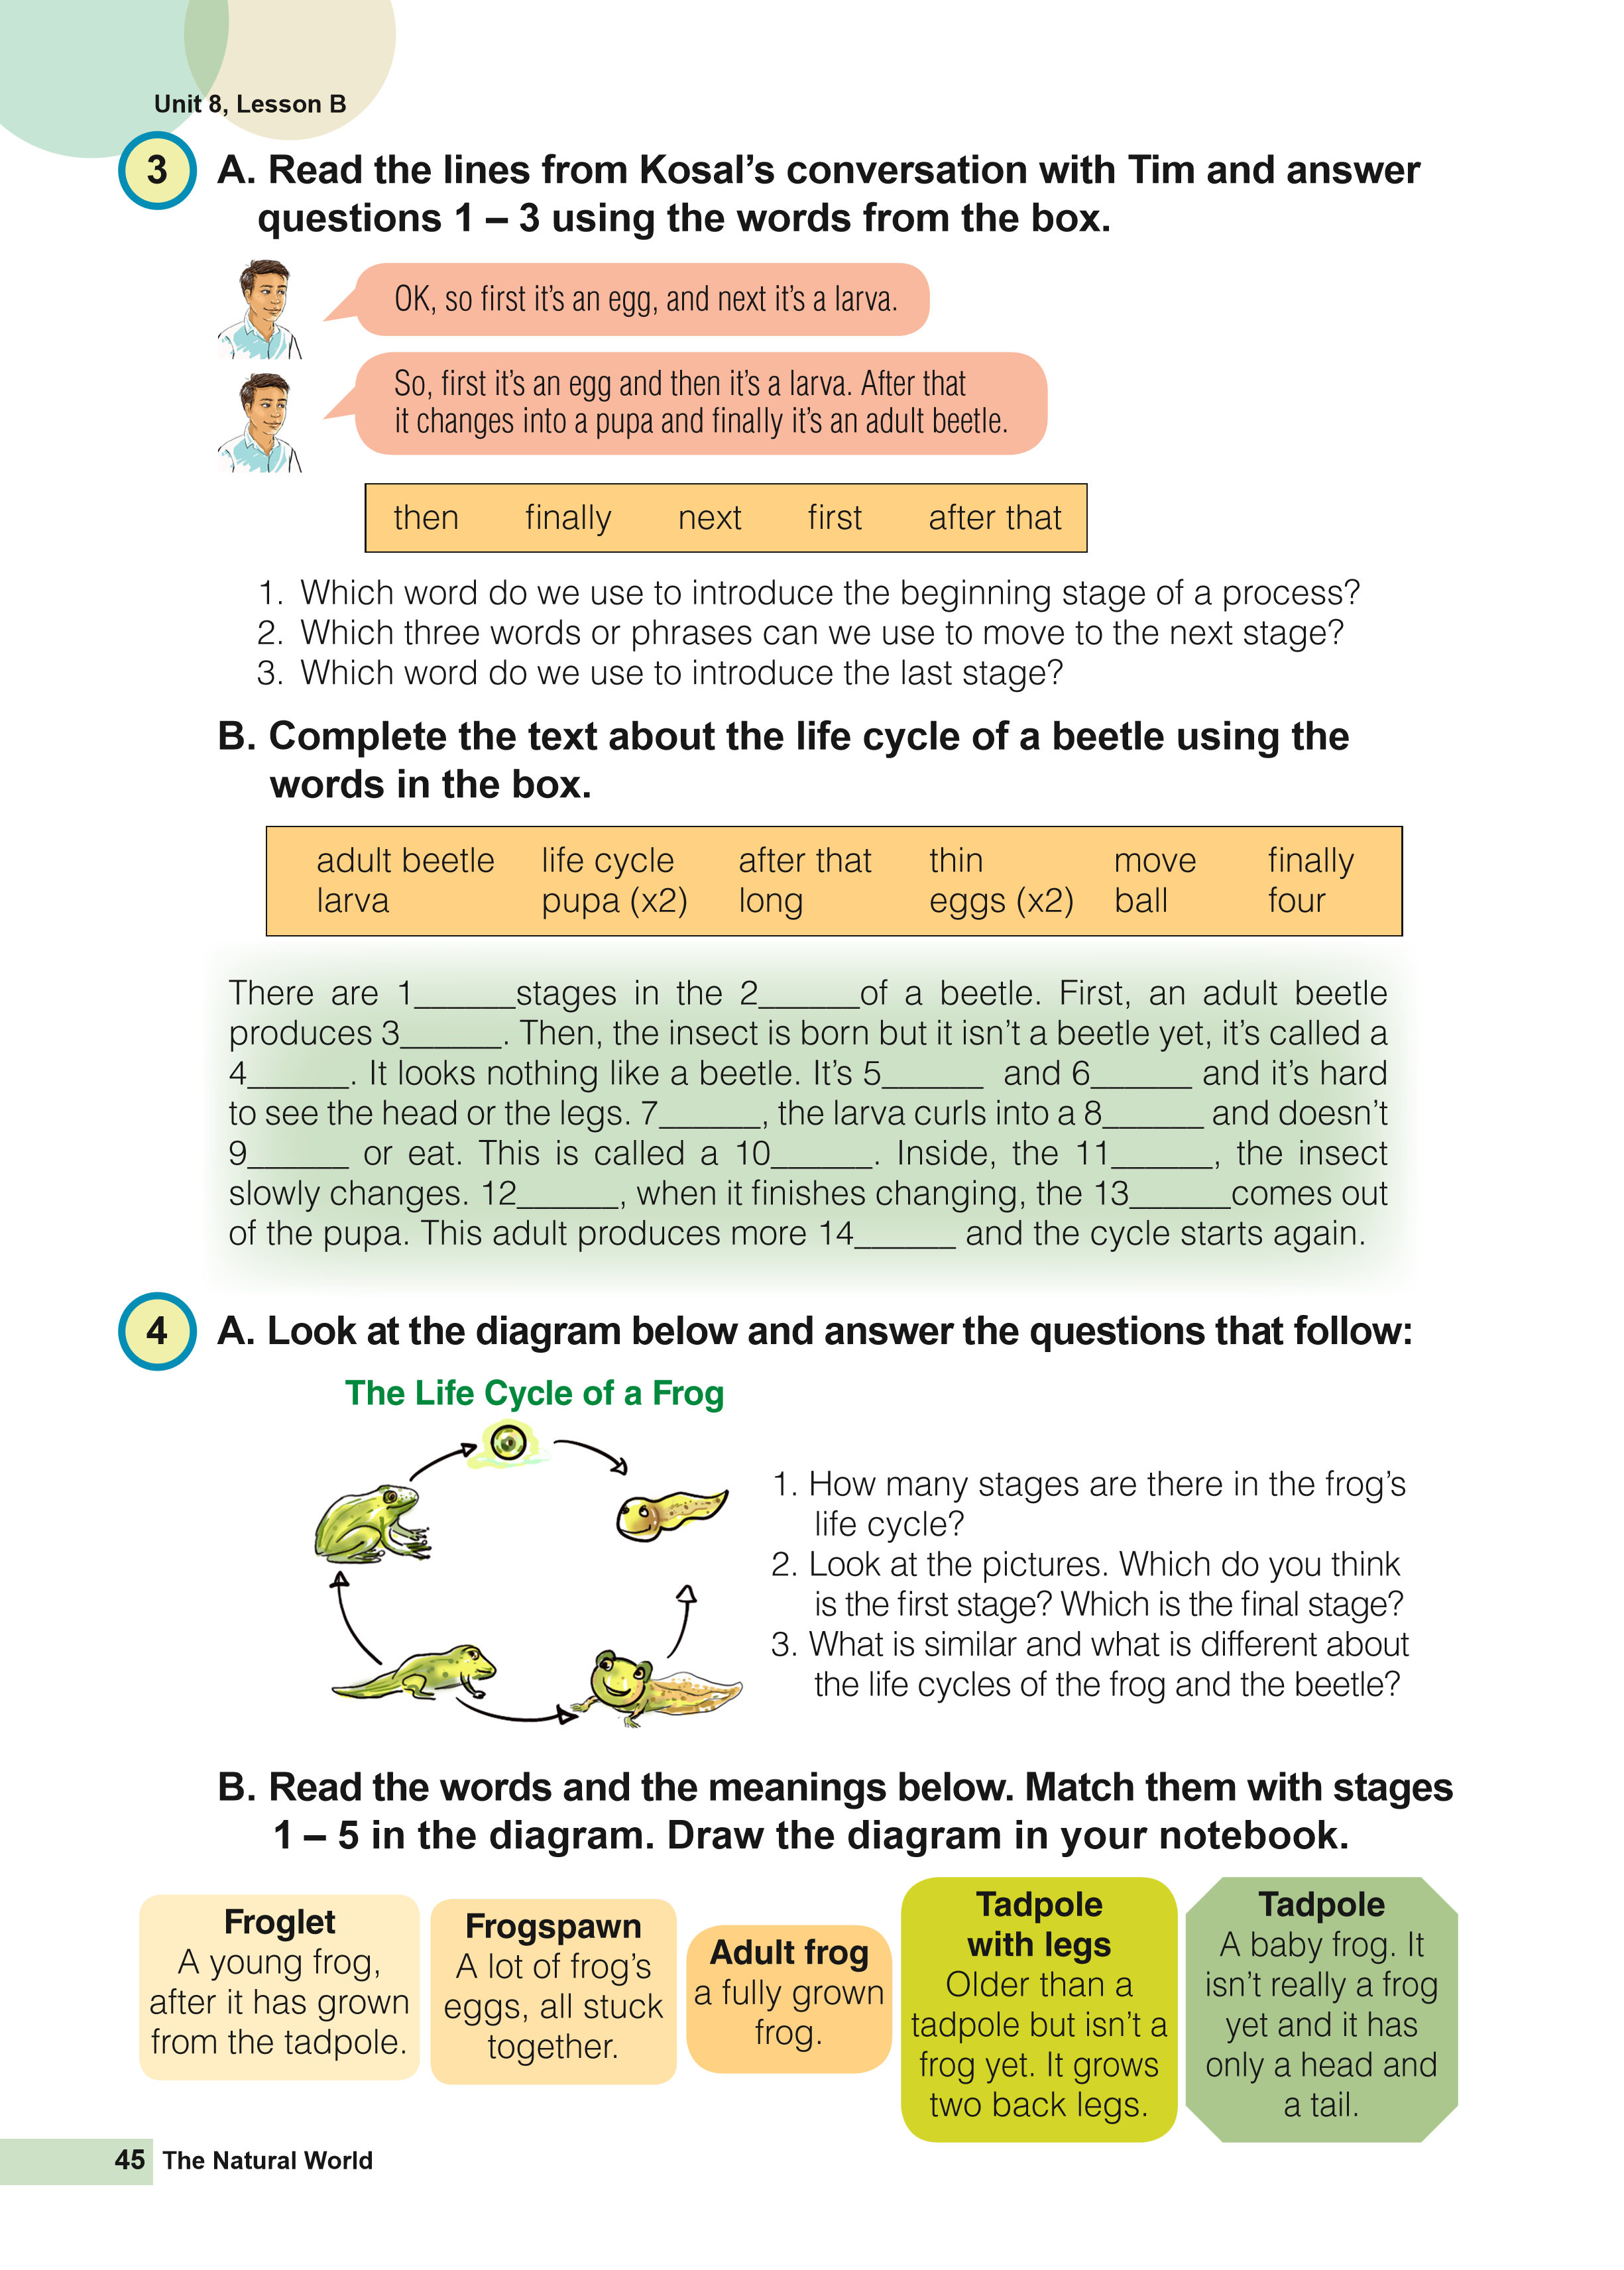 Unit 8, Lesson B
3
A. Read the lines from Kosal’s conversation with Tim and answer
questions 1 – 3 using the words from the box.
OK, so first it’s an egg, and next it’s a larva.
So, first it’s an egg and then it’s a larva. After that
it changes into a pupa and finally it’s an adult beetle.
then finally next first after that
1. Which word do we use to introduce the beginning stage of a process?
2. Which three words or phrases can we use to move to the next stage?
3. Which word do we use to introduce the last stage?
B. Complete the text about the life cycle of a beetle using the
words in the box.
adult beetle life cycle after that thin move finally
larva pupa (x2) long eggs (x2) ball four
There are 1______stages in the 2______of a beetle. First, an adult beetle
produces 3______. Then, the insect is born but it isn’t a beetle yet, it’s called a
4______. It looks nothing like a beetle. It’s 5______ and 6______ and it’s hard
to see the head or the legs. 7______, the larva curls into a 8______ and doesn’t
9______ or eat. This is called a 10______. Inside, the 11______, the insect
slowly changes. 12______, when it finishes changing, the 13______comes out
of the pupa. This adult produces more 14______ and the cycle starts again.
4
A. Look at the diagram below and answer the questions that follow:
The Life Cycle of a Frog
1. How many stages are there in the frog’s
life cycle?
2. Look at the pictures. Which do you think
is the first stage? Which is the final stage?
3. What is similar and what is different about
the life cycles of the frog and the beetle?
B. Read the words and the meanings below. Match them with stages
1 – 5 in the diagram. Draw the diagram in your notebook.
Froglet
A young frog,
after it has grown
from the tadpole.
Frogspawn
A lot of frog’s
eggs, all stuck
together.
Adult frog
a fully grown
frog.
Tadpole
with legs
Older than a
tadpole but isn’t a
frog yet. It grows
two back legs.
Tadpole
A baby frog. It
isn’t really a frog
yet and it has
only a head and
a tail.
45 The Natural World